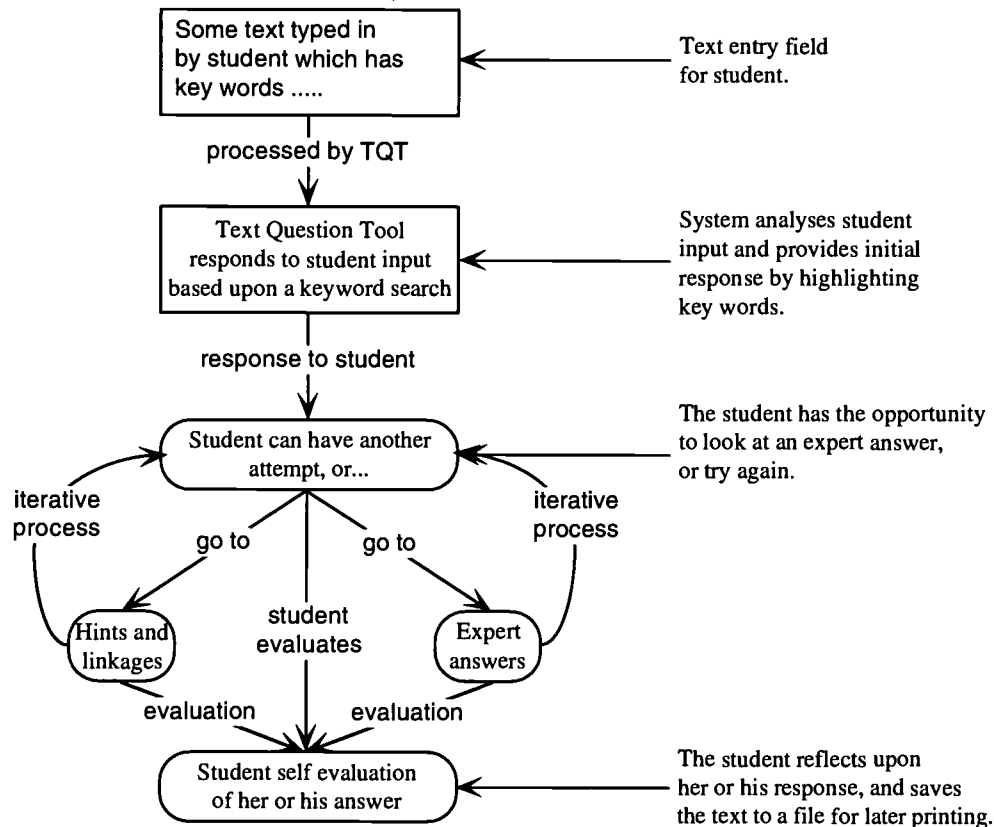 Some text typed in
by student which has
key words .....
Text entry field
for student.
processed by TQT
Text Question Tool
responds to student input
based upon a keyword search
System analyses student
input and provides initial
response by highlighting
key words.
response to student
Student can have another
attempt, or...
The student has the opportunity
to look at an expert answer,
or try again.
iterative
process
iterative
process
go to
go to
Hints and
linkages
student
evaluates
Expert
answers
evaluation
evaluation
Student self evaluation
of her or his answer
The student reflects upon
her or his response, and saves
the text to a file for later printing.